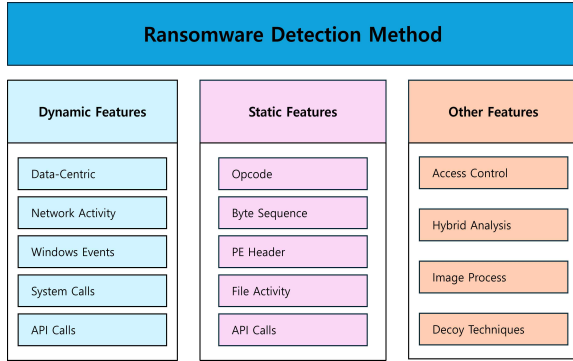 Ransomware Detection Method
Dynamic Features
Data-Centric
Network Activity
Windows Events
System Calls
API Calls
Static Features
Opcode
Byte Sequence
PE Header
File Activity
API Calls
Other Features
Access Control
Hybrid Analysis
Image Process
Decoy Techniques